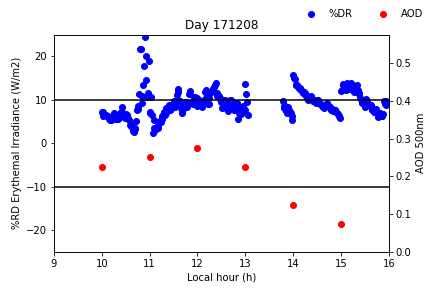 %DR AOD
Day 171208
%RD Erythemal Irradiance (W/m2)
20
10
0
−10
−20
0.5
0.4
0.3
0.2
0.1
0.0
AOD 500nm
9 10 11 12 13 14 15 16
Local hour (h)